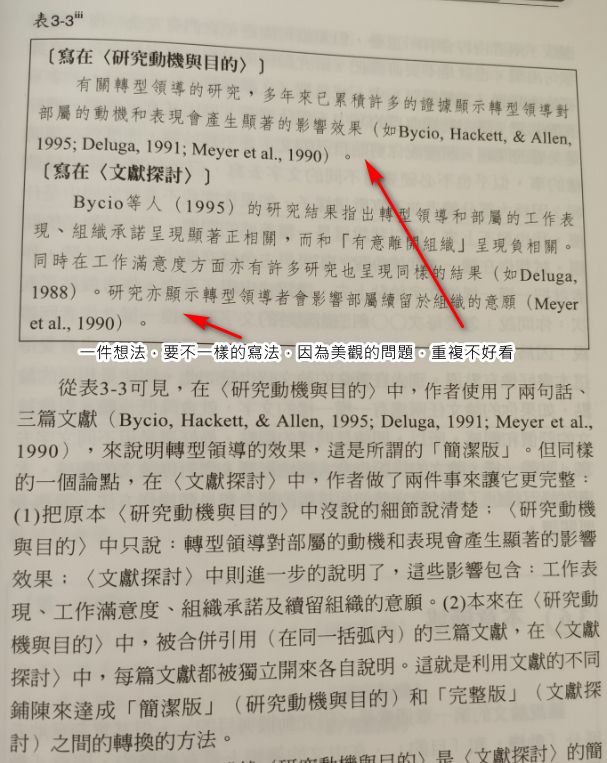 表3-3iii
〔寫在〈研究動機與目的〉〕
有關轉型領導的研究，多年來已累積許多的證據顯示轉型領導對
部屬的動機和表現會產生顯著的影響效果（如Bycio, Hackett, & Allen,
1995; Deluga, 1991; Meyer et al., 1990）。
〔寫在〈文獻探討〉〕
Bycio等人（1995）的研究結果指出轉型領導和部屬的工作表
現、組織承諾呈現顯著正相關，而和「有意離開組織」呈現負相關。
同時在工作滿意度方面亦有許多研究也呈現同樣的結果（如Deluga,
1988）。研究亦顯示轉型領導者會影響部屬續留於組織的意願（Meyer
et al., 1990）。
一件想法，要不一樣的寫法，因為美觀的問題，重複不好看
從表3-3可見，在〈研究動機與目的〉中，作者使用了兩句話、
三篇文獻（Bycio, Hackett, & Allen, 1995; Deluga, 1991; Meyer et al.,
1990），來說明轉型領導的效果，這是所謂的「簡潔版」。但同樣
的一個論點，在〈文獻探討〉中，作者做了兩件事來讓它更完整：
(1)把原本〈研究動機與目的〉中沒說的細節說清楚；〈研究動機
與目的〉中只說：轉型領導對部屬的動機和表現會產生顯著的影響
效果；〈文獻探討〉中則進一步的說明了，這些影響包含：工作表
現、工作滿意度、組織承諾及續留組織的意願。(2)本來在〈研究動
機與目的〉中，被合併引用（在同一括弧內）的三篇文獻，在〈文獻
探討〉中，每篇文獻都被獨立開來各自說明。這就是利用文獻的不同
鋪陳來達成「簡潔版」（研究動機與目的）和「完整版」（文獻探
討）之間的轉換的方法。
〈研究動機與目的〉是〈文獻探討〉的簡